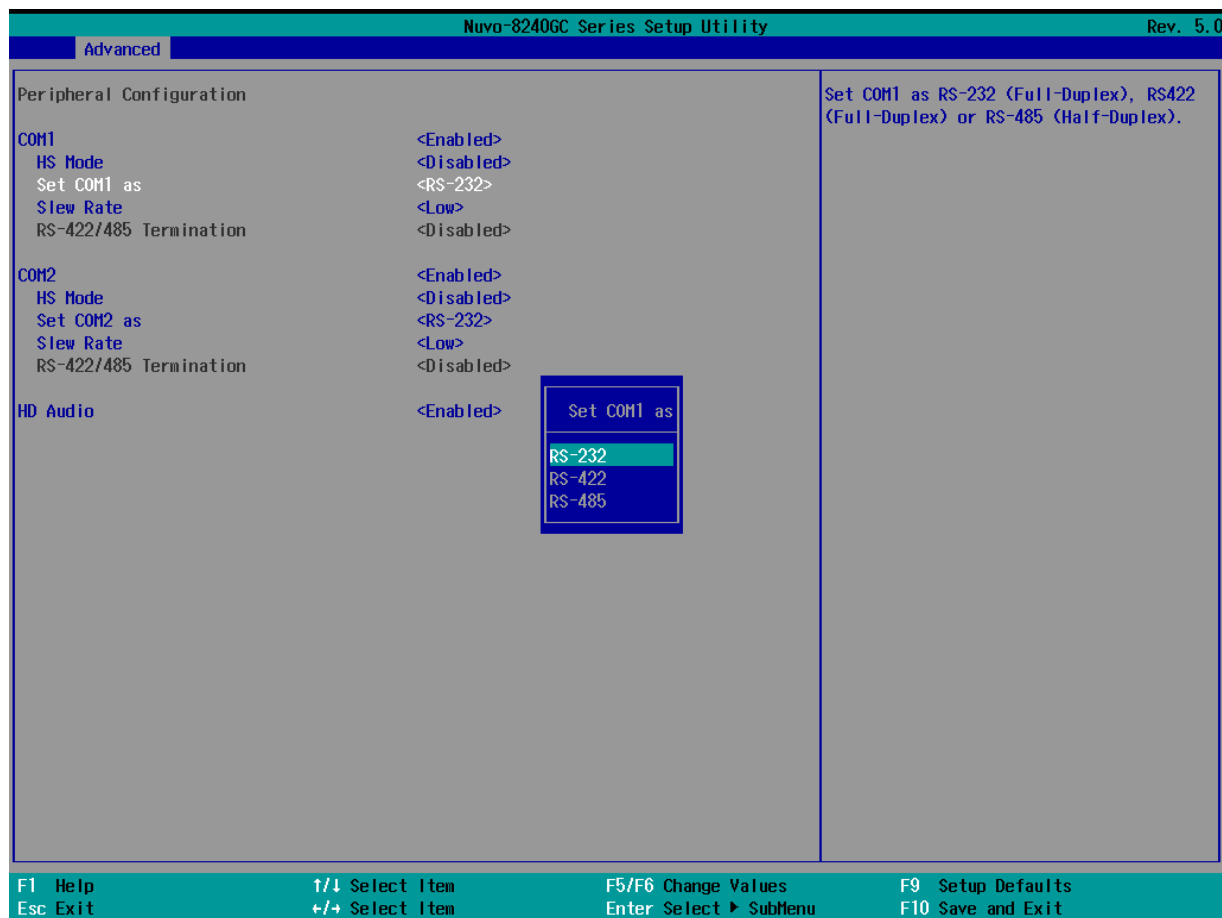 Nuvo-8240GC Series Setup Utility Rev. 5.0
Advanced
Peripheral Configuration
COM1 <Enabled>
HS Mode <Disabled>
Set COM1 as <RS-232>
Slew Rate <Low>
RS-422/485 Termination <Disabled>
COM2 <Enabled>
HS Mode <Disabled>
Set COM2 as <RS-232>
Slew Rate <Low>
RS-422/485 Termination <Disabled>
HD Audio <Enabled>
Set COM1 as
RS-232
RS-422
RS-485
Set COM1 as RS-232 (Full-Duplex), RS422
(Full-Duplex) or RS-485 (Half-Duplex).
F1 Help ↑/↓ Select Item F5/F6 Change Values F9 Setup Defaults
Esc Exit ←/→ Select Item Enter Select ▶ SubMenu F10 Save and Exit